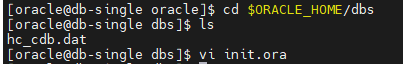 [oracle@db-single oracle]$ cd $ORACLE_HOME/dbs
[oracle@db-single dbs]$ ls
hc_cdb.dat
[oracle@db-single dbs]$ vi init.ora